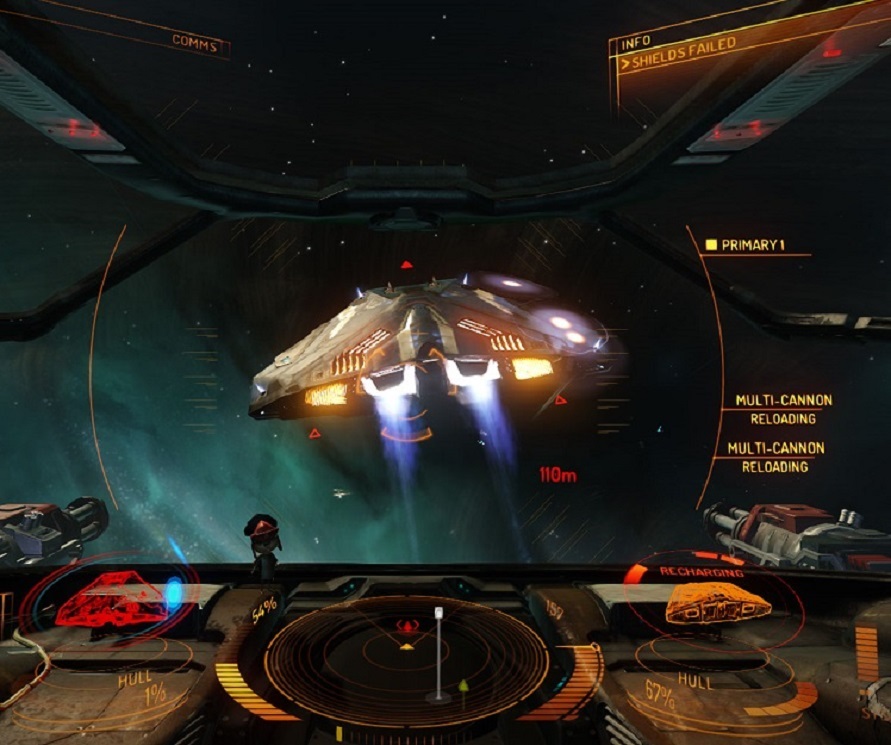 COMMS
INFO
>SHIELDS FAILED
PRIMARY 1
MULTI-CANNON
RELOADING
MULTI-CANNON
RELOADING
110m
RECHARGING
54%
HULL
1%
HULL
67%